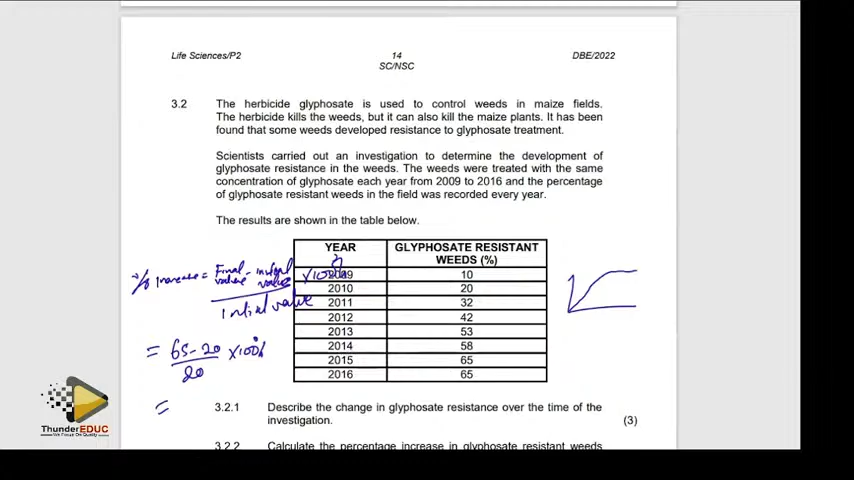 Life Sciences/P2 14 DBE/2022
SC/NSC
3.2 The herbicide glyphosate is used to control weeds in maize fields.
The herbicide kills the weeds, but it can also kill the maize plants. It has been
found that some weeds developed resistance to glyphosate treatment.
Scientists carried out an investigation to determine the development of
glyphosate resistance in the weeds. The weeds were treated with the same
concentration of glyphosate each year from 2009 to 2016 and the percentage
of glyphosate resistant weeds in the field was recorded every year.
The results are shown in the table below.
YEAR GLYPHOSATE RESISTANT
WEEDS (%)
2009 10
2010 20
2011 32
2012 42
2013 53
2014 58
2015 65
2016 65
% increase = Final value - initial value x100%
initial value
= 65-20 x100%
20
=
3.2.1 Describe the change in glyphosate resistance over the time of the
investigation. (3)
3.2.2 Calculate the percentage increase in glyphosate resistant weeds
ThunderEDUC
We Focus On Quality